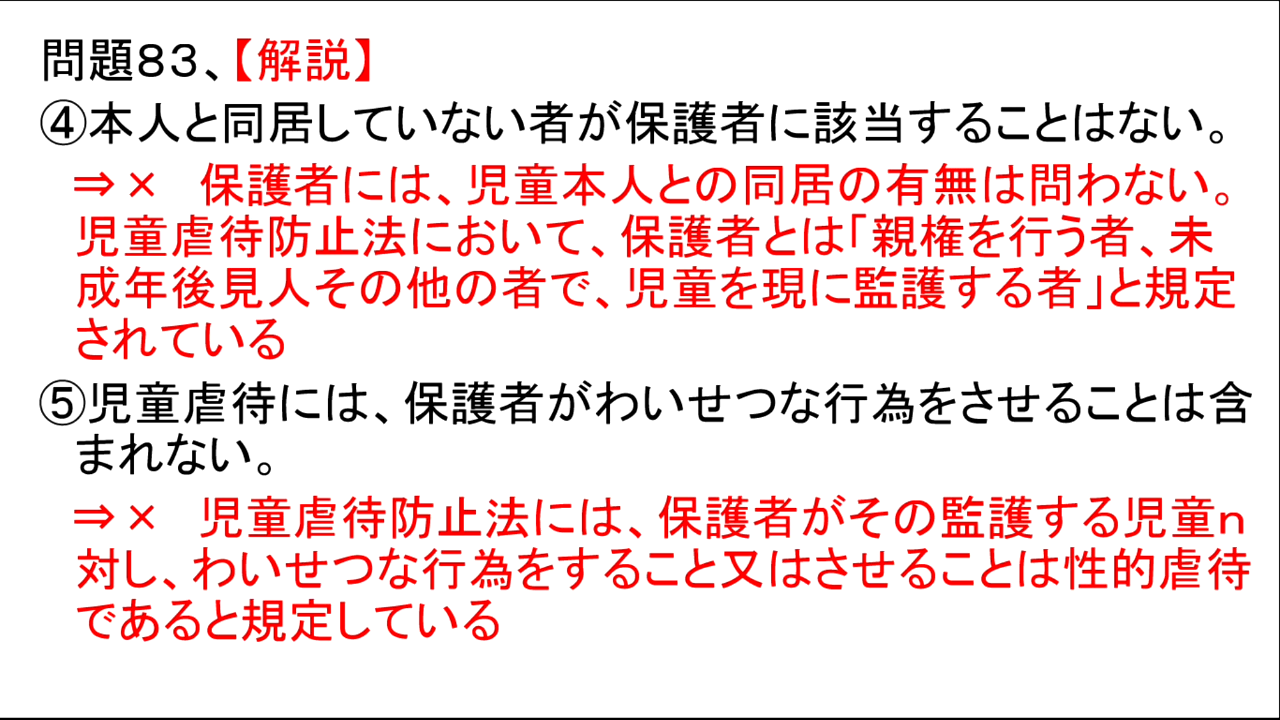 問題８３、【解説】
④本人と同居していない者が保護者に該当することはない。
⇒×　保護者には、児童本人との同居の有無は問わない。
児童虐待防止法において、保護者とは「親権を行う者、未
成年後見人その他の者で、児童を現に監護する者」と規定
されている
⑤児童虐待には、保護者がわいせつな行為をさせることは含
まれない。
⇒×　児童虐待防止法には、保護者がその監護する児童ｎ
対し、わいせつな行為をすること又はさせることは性的虐待
であると規定している